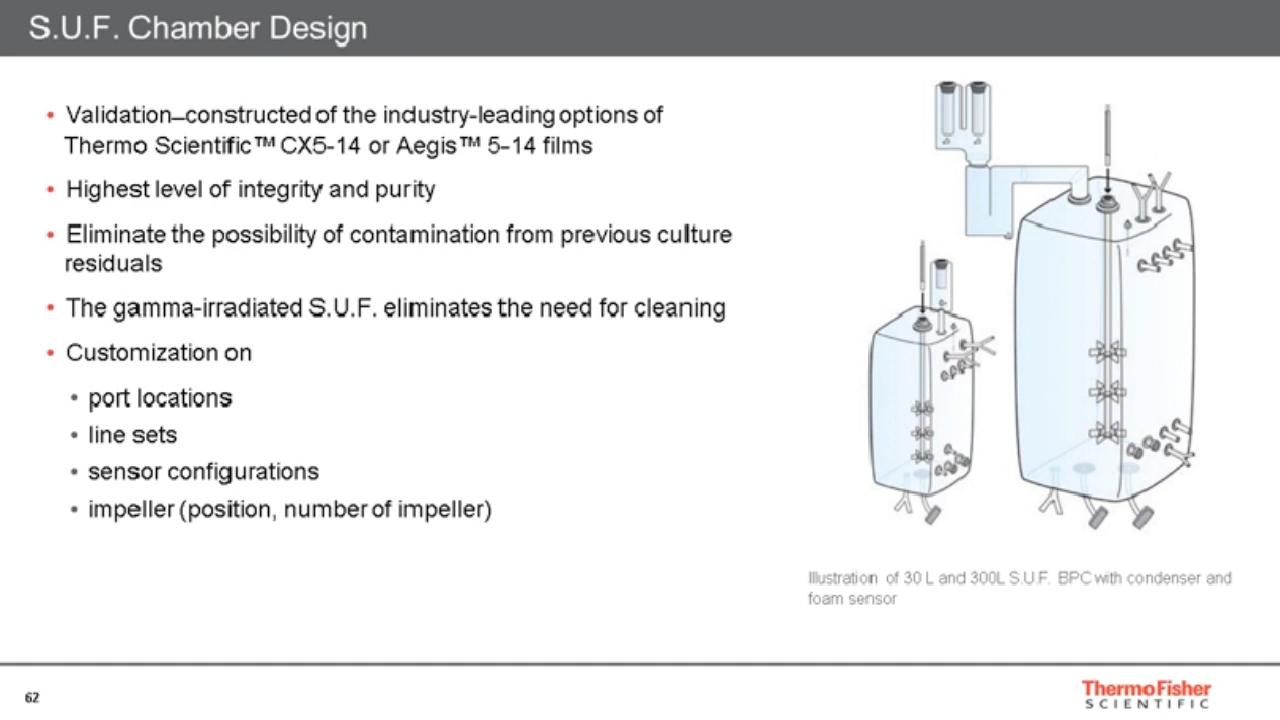 S.U.F. Chamber Design
• Validation–constructed of the industry-leading options of
Thermo Scientific™ CX5-14 or Aegis™ 5-14 films
• Highest level of integrity and purity
• Eliminate the possibility of contamination from previous culture
residuals
• The gamma-irradiated S.U.F. eliminates the need for cleaning
• Customization on
• port locations
• line sets
• sensor configurations
• impeller (position, number of impeller)
Illustration of 30 L and 300L S.U.F. BPC with condenser and
foam sensor
62
ThermoFisher
SCIENTIFIC